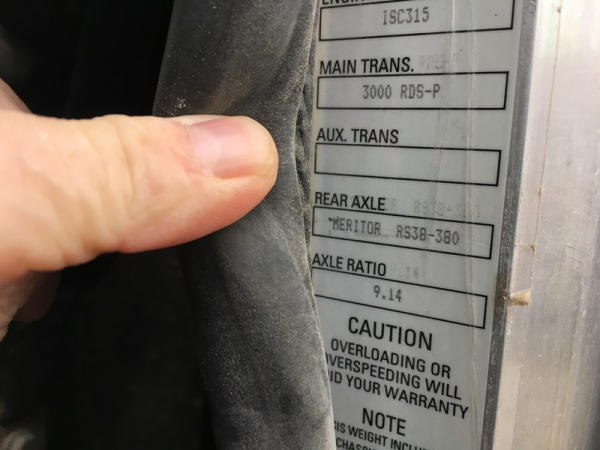 ISC315
MAIN TRANS.
3000 RDS-P
AUX. TRANS
REAR AXLE
MERITOR RS38-380
AXLE RATIO
9.14
CAUTION
OVERLOADING OR
OVERSPEEDING WILL
YOUR WARRANTY
NOTE
WEIGHT